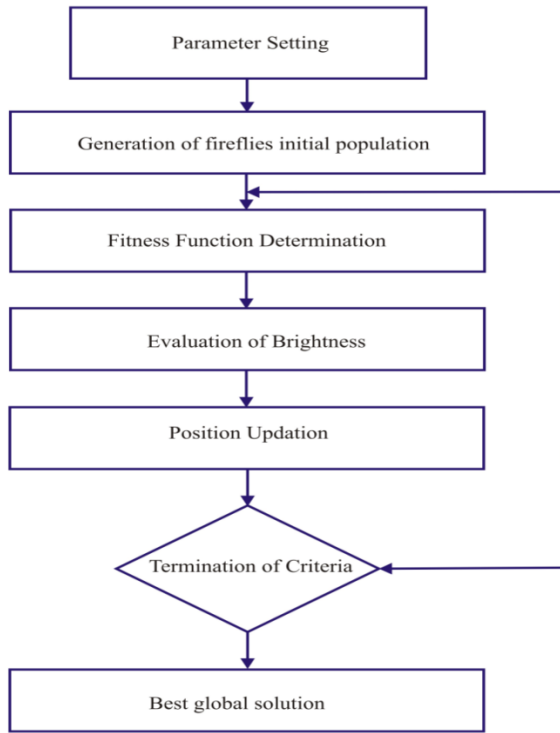 Parameter Setting
Generation of fireflies initial population
Fitness Function Determination
Evaluation of Brightness
Position Updation
Termination of Criteria
Best global solution